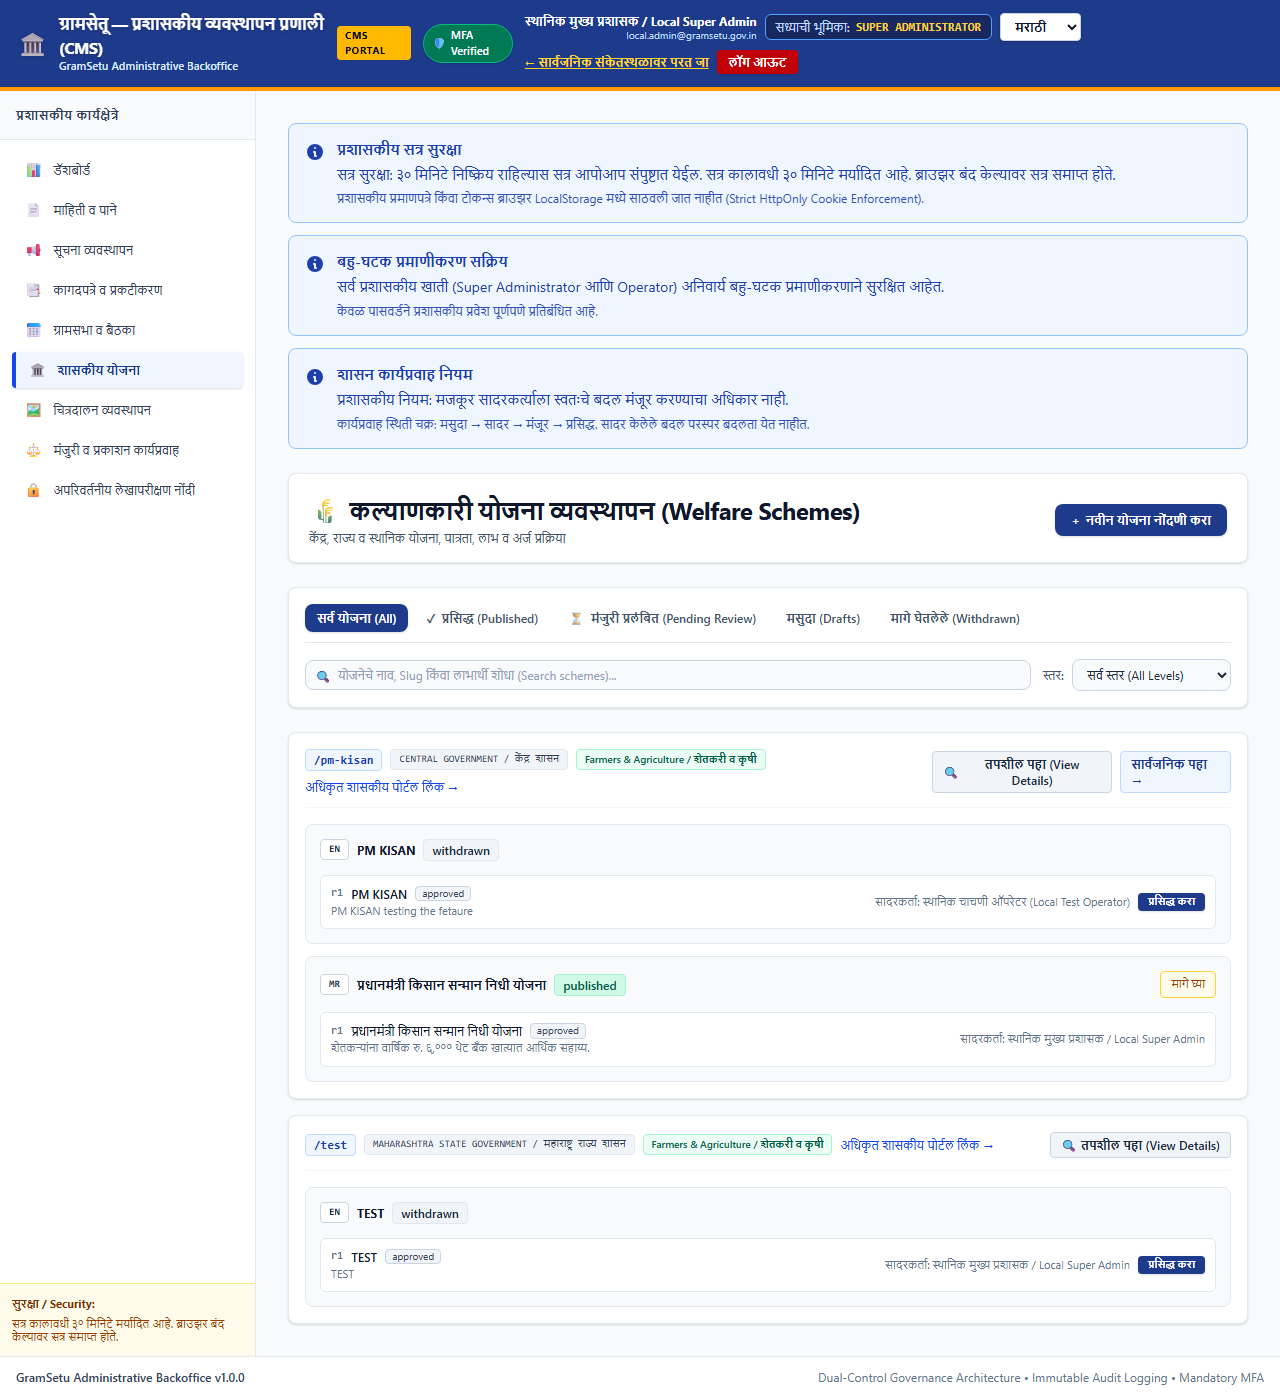 ग्रामसेतू — प्रशासकीय व्यवस्थापन प्रणाली (CMS)
GramSetu Administrative Backoffice
CMS PORTAL
MFA Verified
स्थानिक मुख्य प्रशासक / Local Super Admin
local.admin@gramsetu.gov.in
सध्याची भूमिका: SUPER ADMINISTRATOR
मराठी
← सार्वजनिक संकेतस्थळावर परत जा
लॉग आऊट
प्रशासकीय कार्यक्षेत्रे
डॅशबोर्ड
माहिती व पाने
सूचना व्यवस्थापन
कागदपत्रे व प्रकटीकरण
ग्रामसभा व बैठका
शासकीय योजना
चित्रदालन व्यवस्थापन
मंजुरी व प्रकाशन कार्यप्रवाह
अपरिवर्तनीय लेखापरीक्षण नोंदी
सुरक्षा / Security:
सत्र कालावधी ३० मिनिटे मर्यादित आहे. ब्राउझर बंद केल्यावर सत्र समाप्त होते.
प्रशासकीय सत्र सुरक्षा
सत्र सुरक्षा: ३० मिनिटे निष्क्रिय राहिल्यास सत्र आपोआप संपुष्टात येईल. सत्र कालावधी ३० मिनिटे मर्यादित आहे. ब्राउझर बंद केल्यावर सत्र समाप्त होते.
प्रशासकीय प्रमाणपत्रे किंवा टोकन्स ब्राउझर LocalStorage मध्ये साठवली जात नाहीत (Strict HttpOnly Cookie Enforcement).
बहु-घटक प्रमाणीकरण सक्रिय
सर्व प्रशासकीय खाती (Super Administrator आणि Operator) अनिवार्य बहु-घटक प्रमाणीकरणाने सुरक्षित आहेत.
केवळ पासवर्डने प्रशासकीय प्रवेश पूर्णपणे प्रतिबंधित आहे.
शासन कार्यप्रवाह नियम
प्रशासकीय नियम: मजकूर सादरकर्त्याला स्वतःचे बदल मंजूर करण्याचा अधिकार नाही.
कार्यप्रवाह स्थिती चक्र: मसुदा → सादर → मंजूर → प्रसिद्ध. सादर केलेले बदल परस्पर बदलता येत नाहीत.
कल्याणकारी योजना व्यवस्थापन (Welfare Schemes)
केंद्र, राज्य व स्थानिक योजना, पात्रता, लाभ व अर्ज प्रक्रिया
+ नवीन योजना नोंदणी करा
सर्व योजना (All)
✓ प्रसिद्ध (Published)
⏳ मंजुरी प्रलंबित (Pending Review)
मसुदा (Drafts)
मागे घेतलेले (Withdrawn)
योजनेचे नाव, Slug किंवा लाभार्थी शोधा (Search schemes)...
स्तर:
सर्व स्तर (All Levels)
/pm-kisan
CENTRAL GOVERNMENT / केंद्र शासन
Farmers & Agriculture / शेतकरी व कृषी
अधिकृत शासकीय पोर्टल लिंक →
तपशील पहा (View Details)
सार्वजनिक पहा →
EN PM KISAN withdrawn
r1 PM KISAN approved
PM KISAN testing the fetaure
सादरकर्ता: स्थानिक चाचणी ऑपरेटर (Local Test Operator)
प्रसिद्ध करा
MR प्रधानमंत्री किसान सन्मान निधी योजना published
मागे घ्या
r1 प्रधानमंत्री किसान सन्मान निधी योजना approved
शेतकऱ्यांना वार्षिक रु. ६,००० थेट बँक खात्यात आर्थिक सहाय्य.
सादरकर्ता: स्थानिक मुख्य प्रशासक / Local Super Admin
/test
MAHARASHTRA STATE GOVERNMENT / महाराष्ट्र राज्य शासन
Farmers & Agriculture / शेतकरी व कृषी
अधिकृत शासकीय पोर्टल लिंक →
तपशील पहा (View Details)
EN TEST withdrawn
r1 TEST approved
TEST
सादरकर्ता: स्थानिक मुख्य प्रशासक / Local Super Admin
प्रसिद्ध करा
GramSetu Administrative Backoffice v1.0.0
Dual-Control Governance Architecture • Immutable Audit Logging • Mandatory MFA